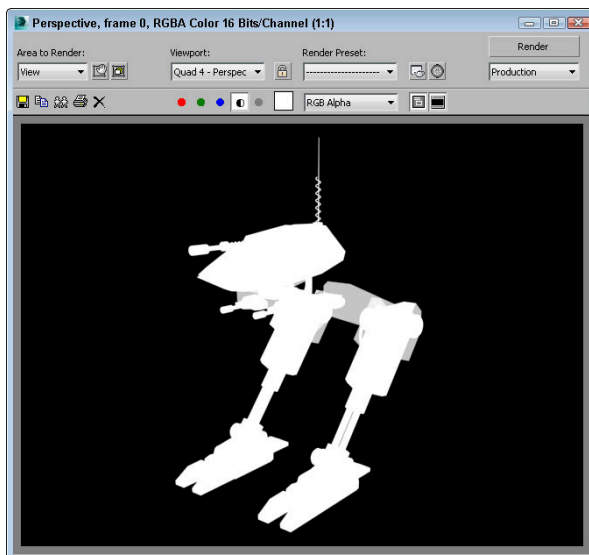 Perspective, frame 0, RGBA Color 16 Bits/Channel (1:1)
Area to Render:
Viewport:
Render Preset:
Render
View
Quad 4 - Perspec
--------------------
Production
RGB Alpha